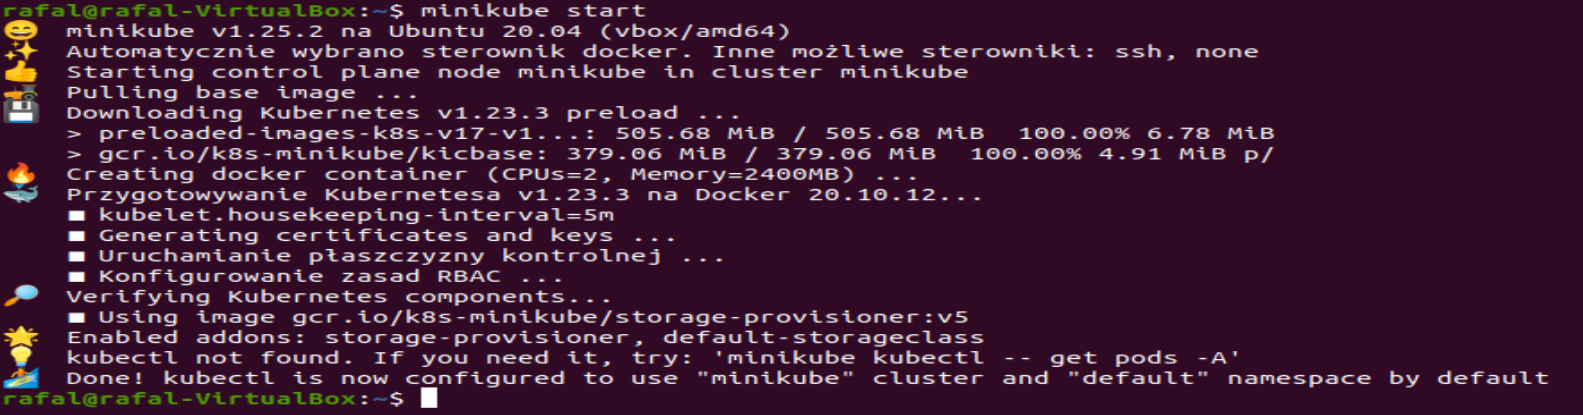 rafal@rafal-VirtualBox:~$ minikube start
😄 minikube v1.25.2 na Ubuntu 20.04 (vbox/amd64)
✨ Automatycznie wybrano sterownik docker. Inne możliwe sterowniki: ssh, none
👍 Starting control plane node minikube in cluster minikube
🚜 Pulling base image ...
💾 Downloading Kubernetes v1.23.3 preload ...
> preloaded-images-k8s-v17-v1...: 505.68 MiB / 505.68 MiB 100.00% 6.78 MiB
> gcr.io/k8s-minikube/kicbase: 379.06 MiB / 379.06 MiB 100.00% 4.91 MiB p/
🔥 Creating docker container (CPUs=2, Memory=2400MB) ...
🐳 Przygotowywanie Kubernetesa v1.23.3 na Docker 20.10.12...
▪ kubelet.housekeeping-interval=5m
▪ Generating certificates and keys ...
▪ Uruchamianie płaszczyzny kontrolnej ...
▪ Konfigurowanie zasad RBAC ...
🔎 Verifying Kubernetes components...
▪ Using image gcr.io/k8s-minikube/storage-provisioner:v5
🌟 Enabled addons: storage-provisioner, default-storageclass
💡 kubectl not found. If you need it, try: 'minikube kubectl -- get pods -A'
🏄 Done! kubectl is now configured to use "minikube" cluster and "default" namespace by default
rafal@rafal-VirtualBox:~$